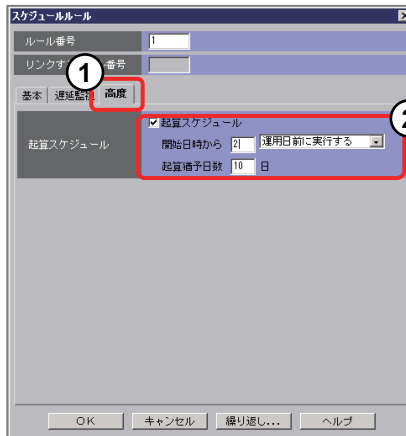 スケジュールルール
ルール番号 1
リンクす 番号
1
基本 遅延監視 高度
2
起算スケジュール
起算スケジュール
開始日時から 2 運用日前に実行する
起算猶予日数 10 日
OK キャンセル 繰り返し... ヘルプ